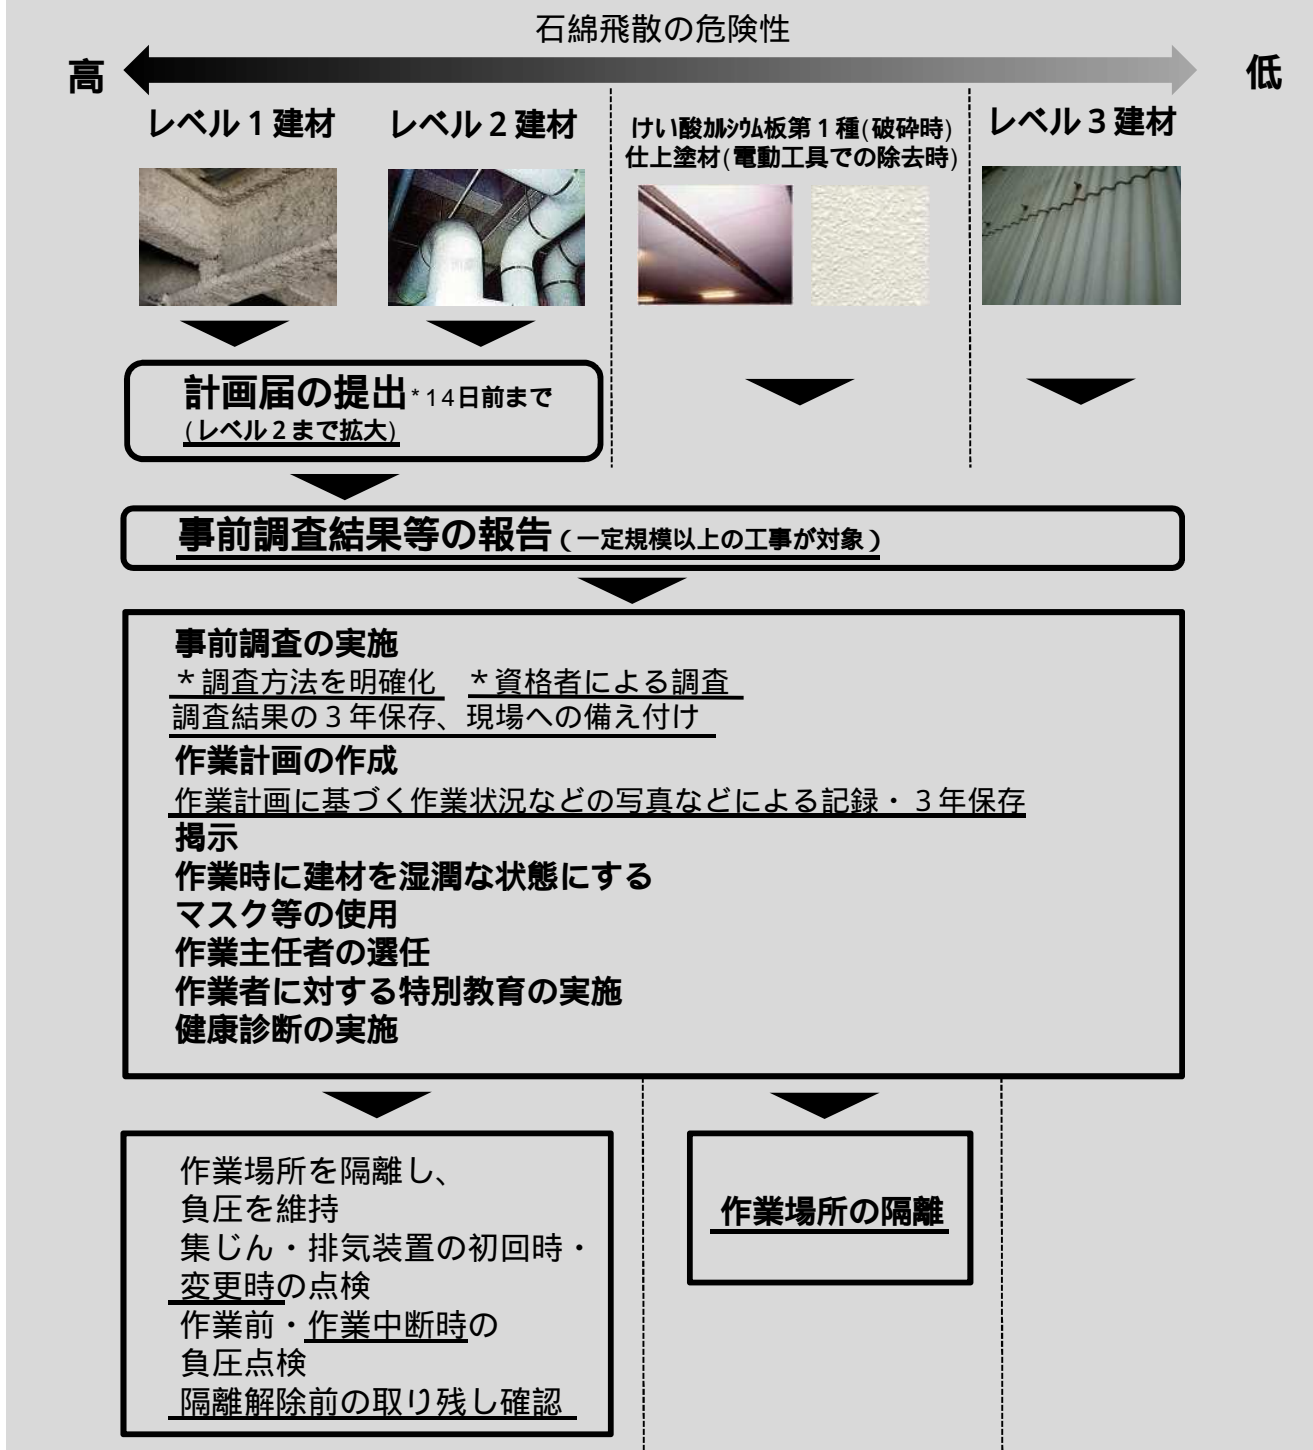 石綿飛散の危険性
高
低
レベル1建材
レベル2建材
けい酸ｶﾙｼｳﾑ板第1種(破砕時)
仕上塗材(電動工具での除去時)
レベル3建材
計画届の提出*14日前まで
(レベル2まで拡大)
事前調査結果等の報告(一定規模以上の工事が対象)
事前調査の実施
*調査方法を明確化 *資格者による調査
調査結果の3年保存、現場への備え付け
作業計画の作成
作業計画に基づく作業状況などの写真などによる記録・3年保存
掲示
作業時に建材を湿潤な状態にする
マスク等の使用
作業主任者の選任
作業者に対する特別教育の実施
健康診断の実施
作業場所を隔離し、
負圧を維持
集じん・排気装置の初回時・
変更時の点検
作業前・作業中断時の
負圧点検
隔離解除前の取り残し確認
作業場所の隔離